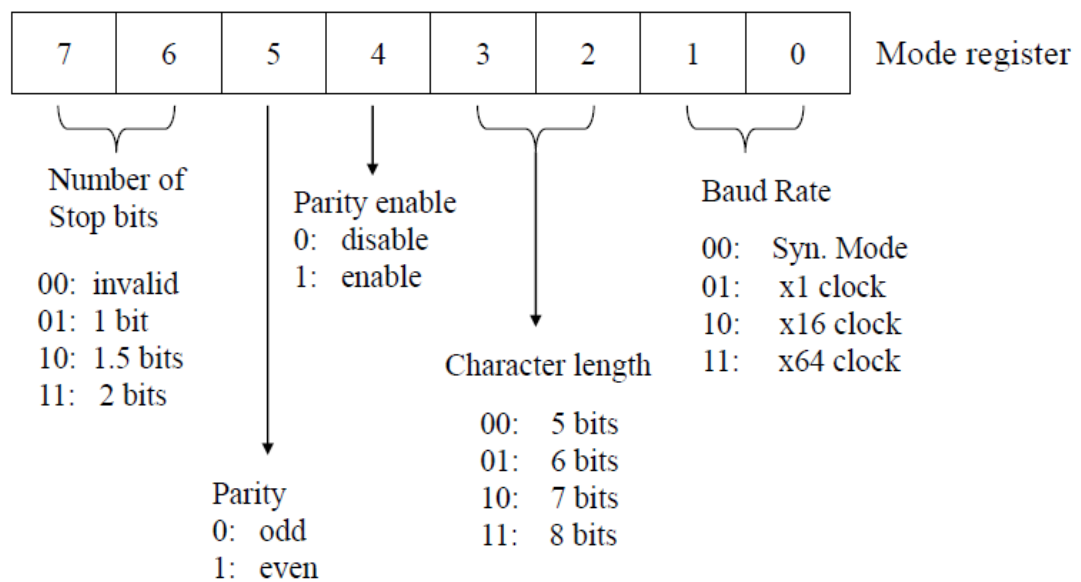 7 6 5 4 3 2 1 0 Mode register
Number of
Stop bits
00: invalid
01: 1 bit
10: 1.5 bits
11: 2 bits
Parity
0: odd
1: even
Parity enable
0: disable
1: enable
Character length
00: 5 bits
01: 6 bits
10: 7 bits
11: 8 bits
Baud Rate
00: Syn. Mode
01: x1 clock
10: x16 clock
11: x64 clock